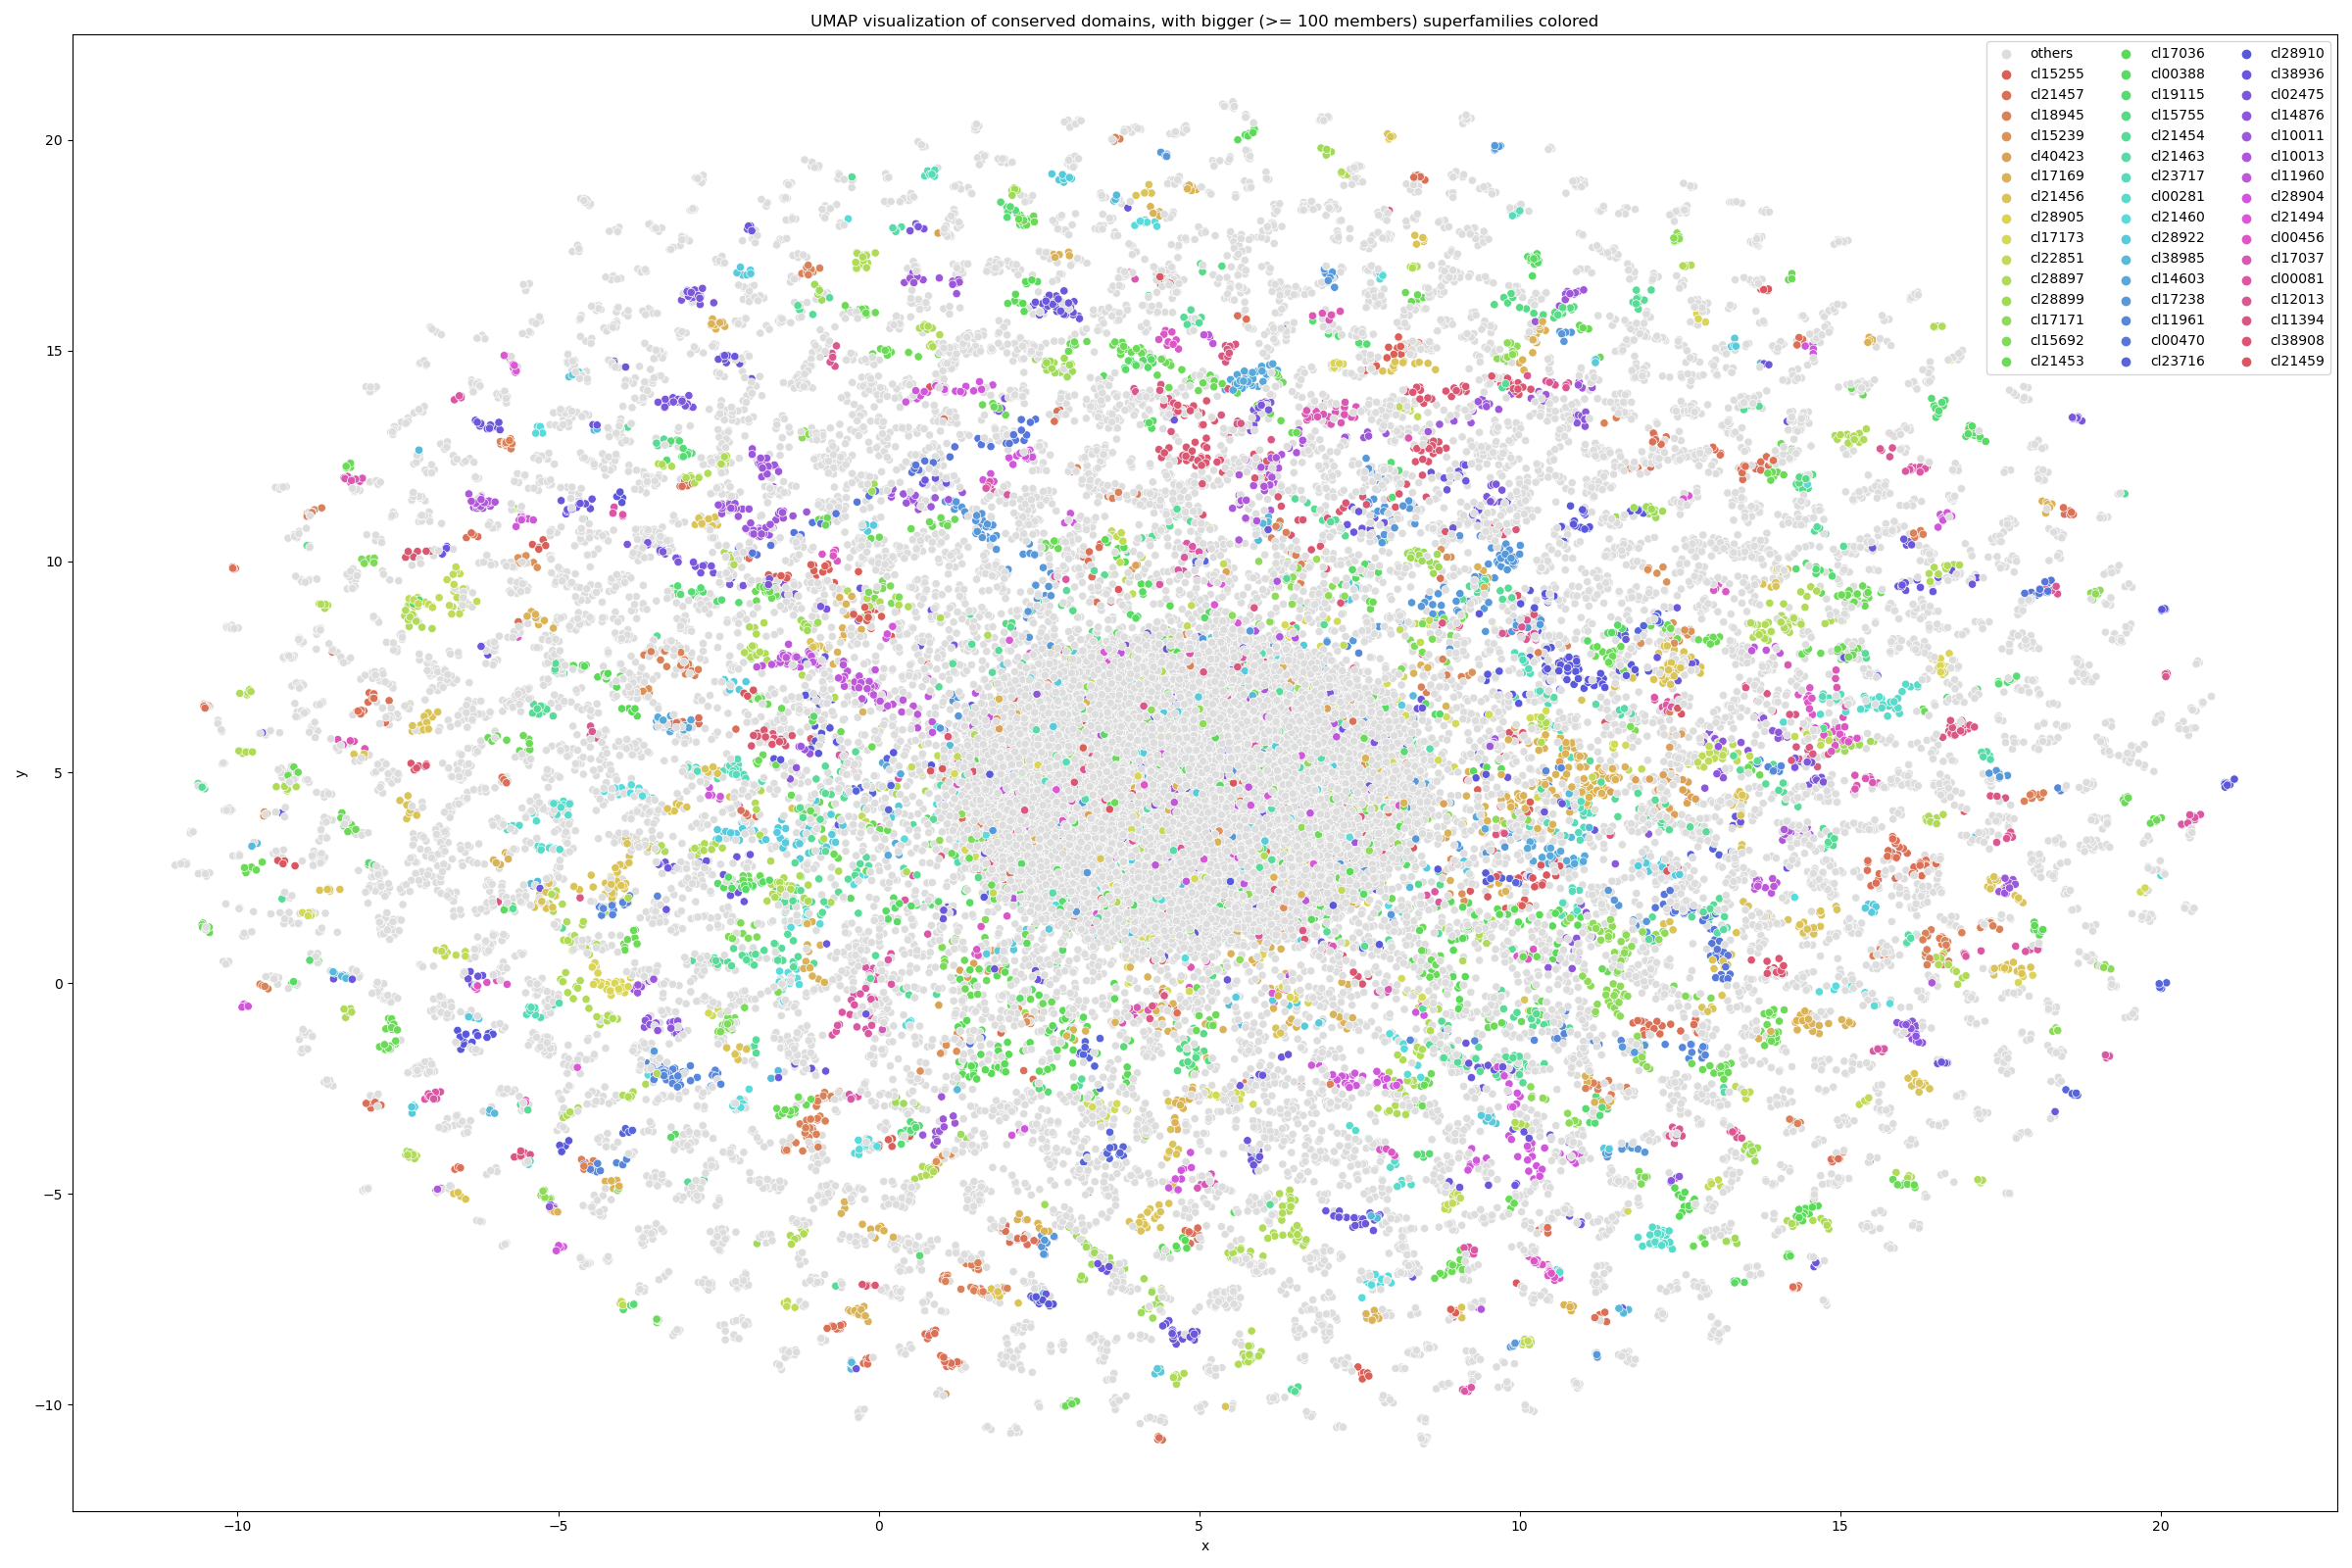 UMAP visualization of conserved domains, with bigger (>= 100 members) superfamilies colored
others
cl15255
cl21457
cl18945
cl15239
cl40423
cl17169
cl21456
cl28905
cl17173
cl22851
cl28897
cl28899
cl17171
cl15692
cl21453
cl17036
cl00388
cl19115
cl15755
cl21454
cl21463
cl23717
cl00281
cl21460
cl28922
cl38985
cl14603
cl17238
cl11961
cl00470
cl23716
cl28910
cl38936
cl02475
cl14876
cl10011
cl10013
cl11960
cl28904
cl21494
cl00456
cl17037
cl00081
cl12013
cl11394
cl38908
cl21459
20
15
10
5
0
−5
−10
y
−10
−5
0
5
10
15
20
x